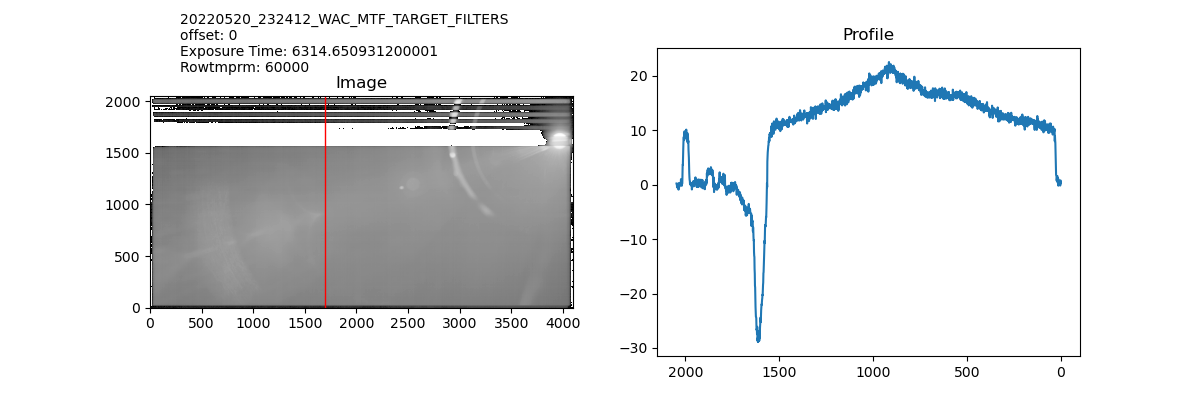 20220520_232412_WAC_MTF_TARGET_FILTERS
offset: 0
Exposure Time: 6314.650931200001
Rowtmprm: 60000
Image
Profile
2000
1500
1000
500
0
0 500 1000 1500 2000 2500 3000 3500 4000
20
10
0
−10
−20
−30
2000 1500 1000 500 0